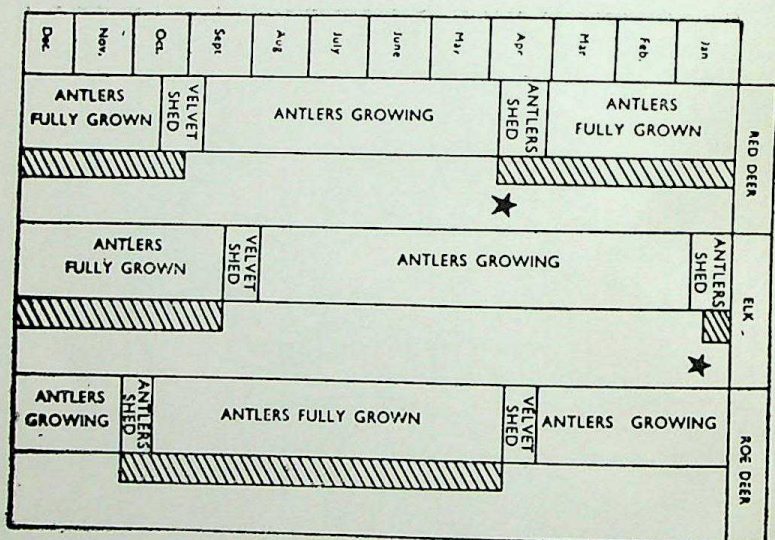 Dec.
Nov.
Oct.
Sept
Aug
July
June
May
Apr
Mar
Feb.
Jan
ANTLERS
FULLY GROWN
VELVET
SHED
ANTLERS GROWING
ANTLERS
SHED
ANTLERS
FULLY GROWN
RED DEER
ANTLERS
FULLY GROWN
VELVET
SHED
ANTLERS GROWING
ANTLERS
SHED
ELK
ANTLERS
GROWING
ANTLERS
SHED
ANTLERS FULLY GROWN
VELVET
SHED
ANTLERS GROWING
ROE DEER